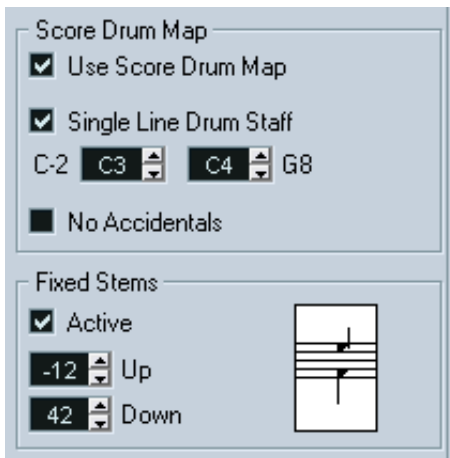 Score Drum Map
Use Score Drum Map
Single Line Drum Staff
C-2 C3 C4 G8
No Accidentals
Fixed Stems
Active
-12 Up
42 Down